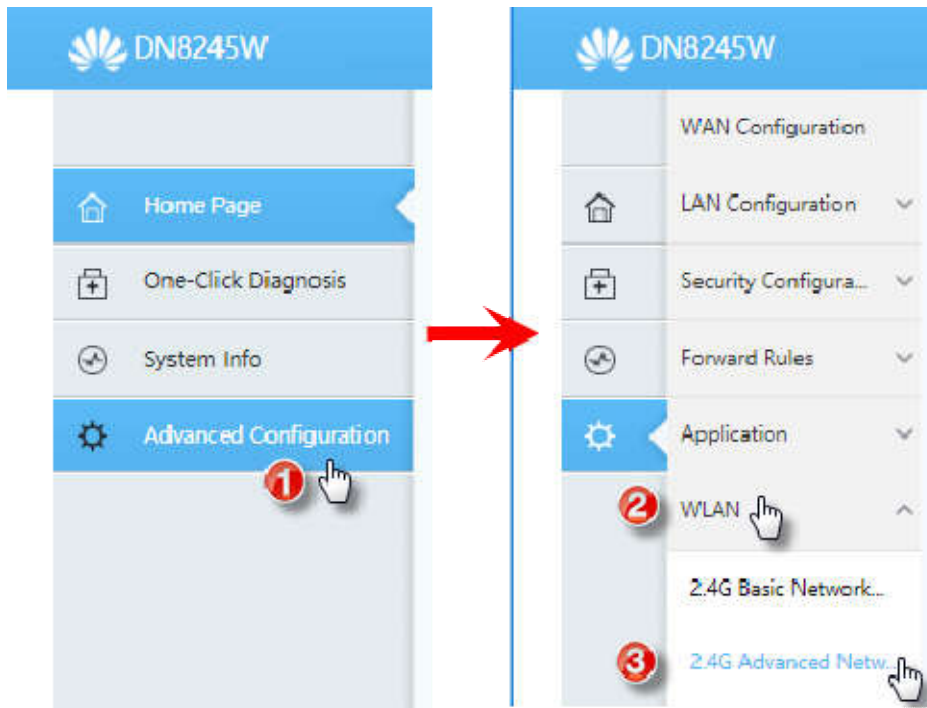 DN8245W
Home Page
One-Click Diagnosis
System Info
Advanced Configuration
1
DN8245W
WAN Configuration
LAN Configuration
Security Configura...
Forward Rules
Application
2
WLAN
2.4G Basic Network...
3
2.4G Advanced Netw...